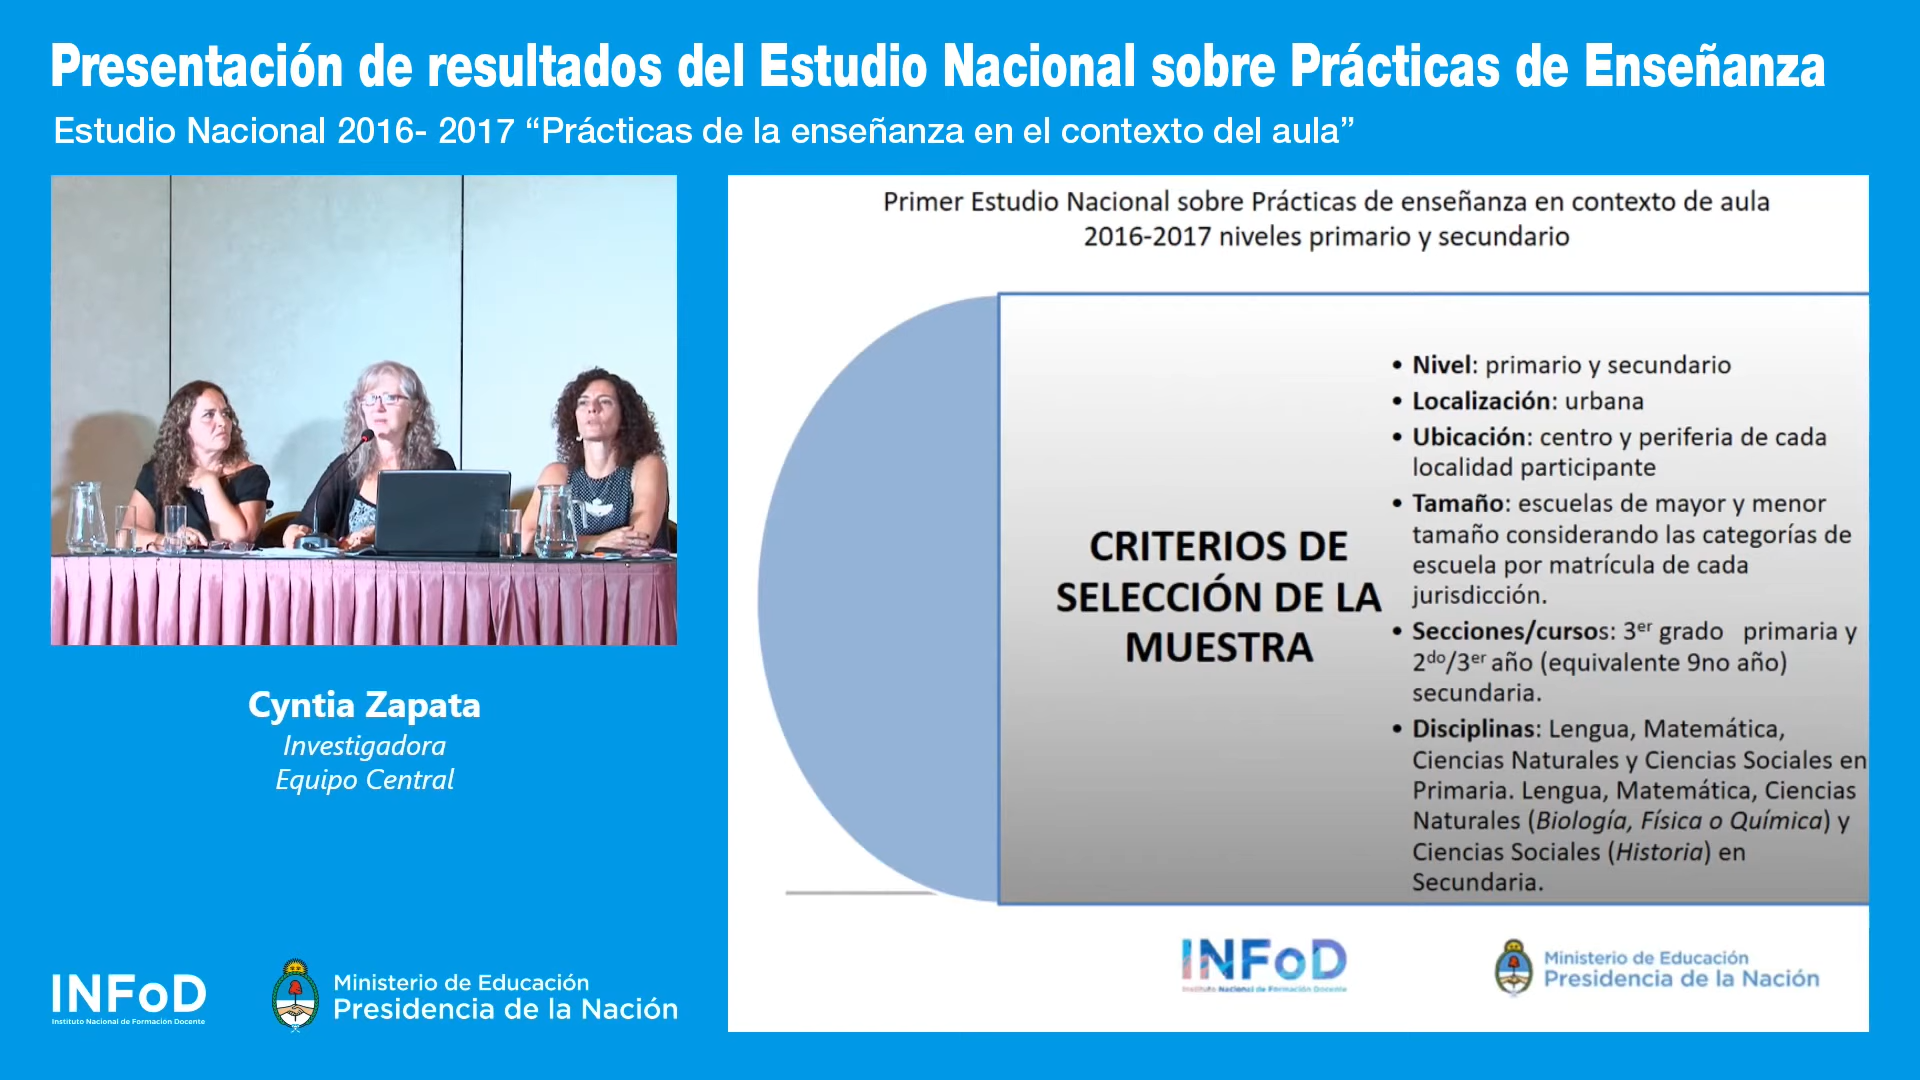 Presentación de resultados del Estudio Nacional sobre Prácticas de Enseñanza
Estudio Nacional 2016- 2017 “Prácticas de la enseñanza en el contexto del aula”
Cyntia Zapata
Investigadora
Equipo Central
INFoD
Instituto Nacional de Formación Docente
Ministerio de Educación
Presidencia de la Nación
Primer Estudio Nacional sobre Prácticas de enseñanza en contexto de aula
2016-2017 niveles primario y secundario
CRITERIOS DE
SELECCIÓN DE LA
MUESTRA
• Nivel: primario y secundario
• Localización: urbana
• Ubicación: centro y periferia de cada
localidad participante
• Tamaño: escuelas de mayor y menor
tamaño considerando las categorías de
escuela por matrícula de cada
jurisdicción.
• Secciones/cursos: 3er grado primaria y
2do/3er año (equivalente 9no año)
secundaria.
• Disciplinas: Lengua, Matemática,
Ciencias Naturales y Ciencias Sociales en
Primaria. Lengua, Matemática, Ciencias
Naturales (Biología, Física o Química) y
Ciencias Sociales (Historia) en
Secundaria.
INFoD
Instituto Nacional de Formación Docente
Ministerio de Educación
Presidencia de la Nación